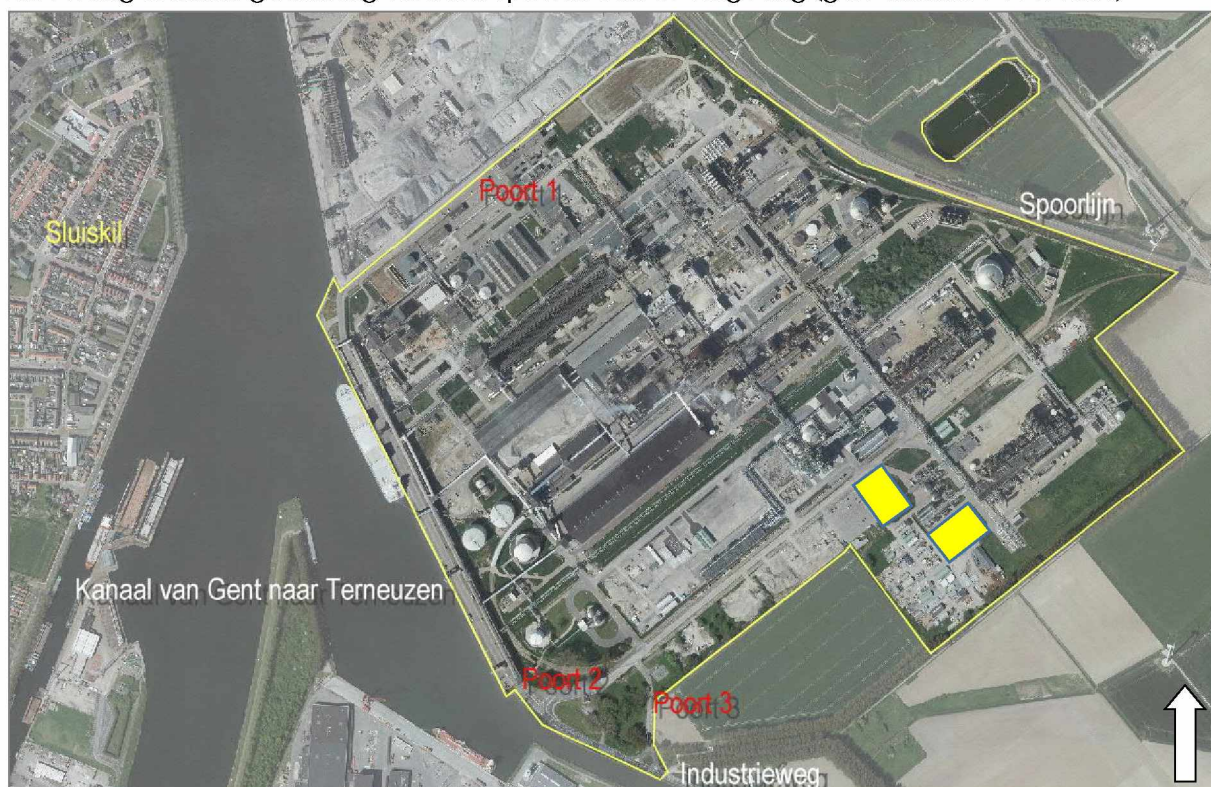 Poort 1
Spoorlijn
Sluiskil
Kanaal van Gent naar Terneuzen
Poort 2
Poort 3
Industrieweg